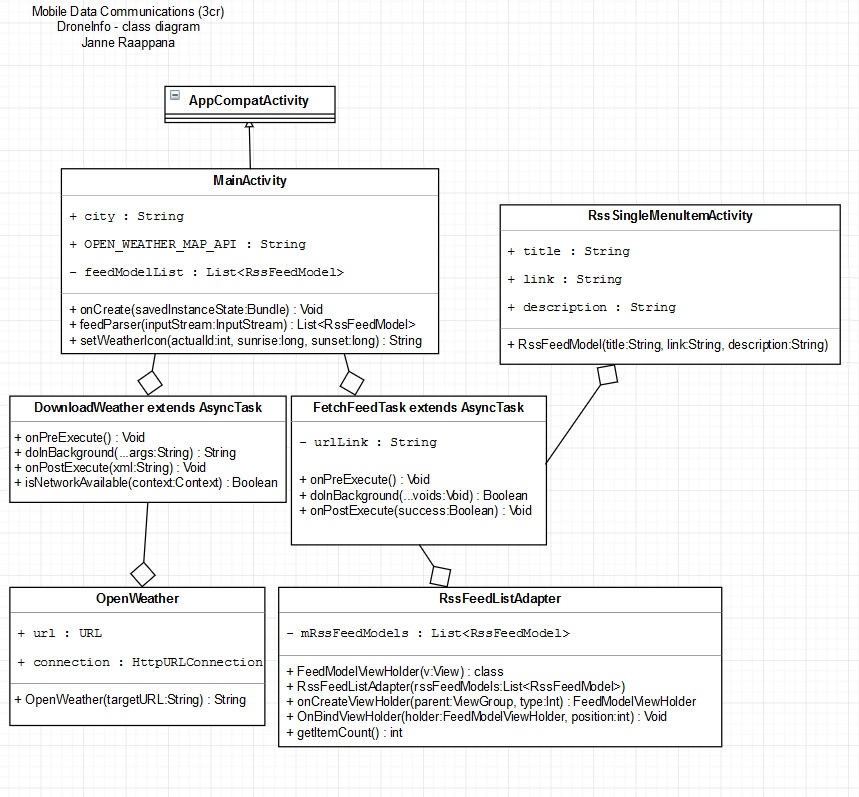 Mobile Data Communications (3cr)
DroneInfo - class diagram
Janne Raappana
AppCompatActivity
MainActivity
+ city : String
+ OPEN_WEATHER_MAP_API : String
- feedModelList : List<RssFeedModel>
+ onCreate(savedInstanceState:Bundle) : Void
+ feedParser(inputStream:InputStream) : List<RssFeedModel>
+ setWeatherIcon(actualId:int, sunrise:long, sunset:long) : String
RssSingleMenuItemActivity
+ title : String
+ link : String
+ description : String
+ RssFeedModel(title:String, link:String, description:String)
DownloadWeather extends AsyncTask
+ onPreExecute() : Void
+ doInBackground(...args:String) : String
+ onPostExecute(xml:String) : Void
+ isNetworkAvailable(context:Context) : Boolean
FetchFeedTask extends AsyncTask
- urlLink : String
+ onPreExecute() : Void
+ doInBackground(...voids:Void) : Boolean
+ onPostExecute(success:Boolean) : Void
OpenWeather
+ url : URL
+ connection : HttpURLConnection
+ OpenWeather(targetURL:String) : String
RssFeedListAdapter
- mRssFeedModels : List<RssFeedModel>
+ FeedModelViewHolder(v:View) : class
+ RssFeedListAdapter(rssFeedModels:List<RssFeedModel>)
+ onCreateViewHolder(parent:ViewGroup, type:Int) : FeedModelViewHolder
+ OnBindViewHolder(holder:FeedModelViewHolder, position:int) : Void
+ getItemCount() : int